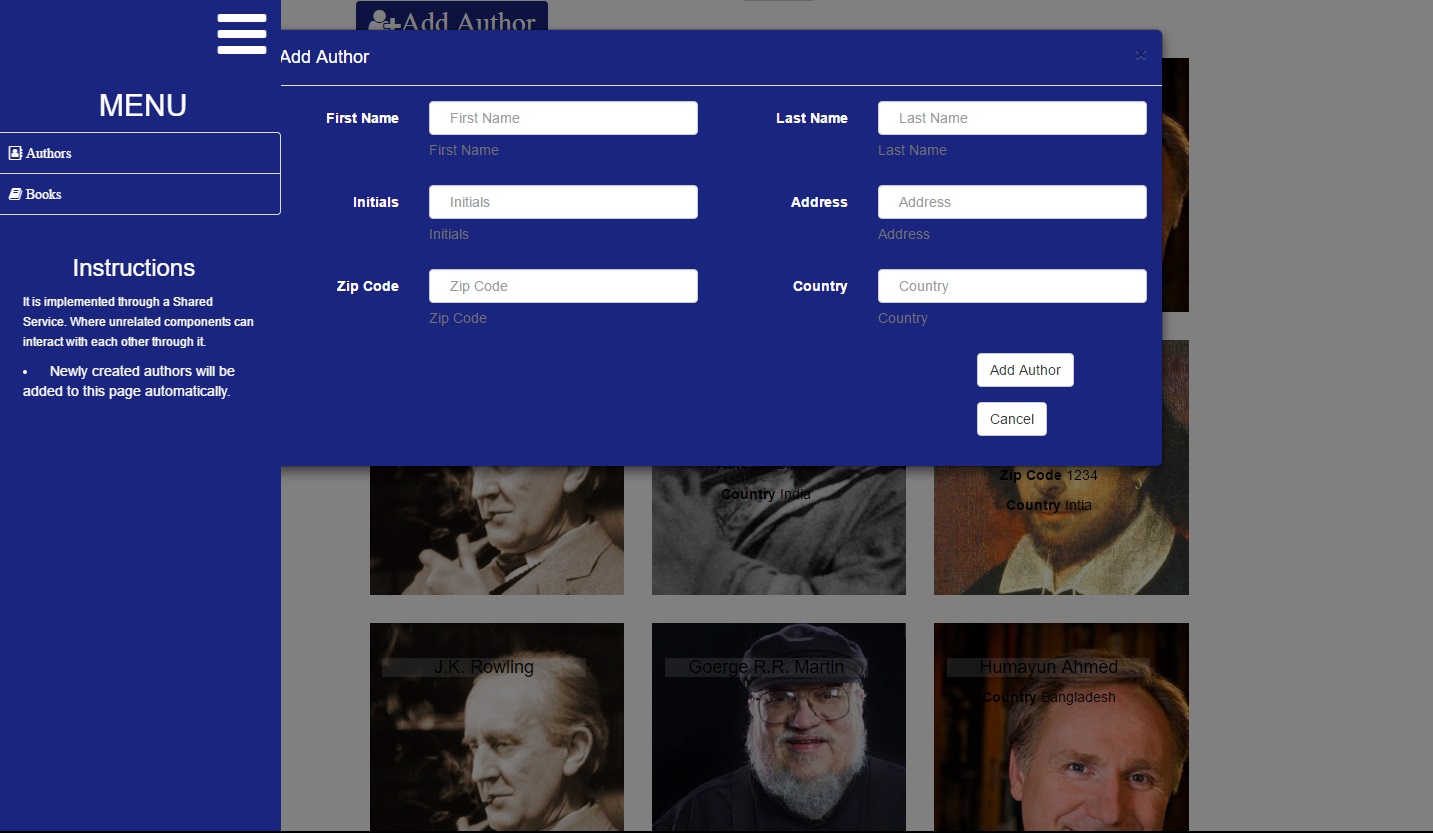 Add Author
Add Author
×
MENU
Authors
Books
Instructions
It is implemented through a Shared
Service. Where unrelated components can
interact with each other through it.
• Newly created authors will be
added to this page automatically.
First Name First Name Last Name Last Name
First Name Last Name
Initials Initials Address Address
Initials Address
Zip Code Zip Code Country Country
Zip Code Country
Add Author
Cancel
Country India
Zip Code 1234
Country Intia
J.K. Rowling Goerge R.R. Martin Humayun Ahmed
Country Bangladesh